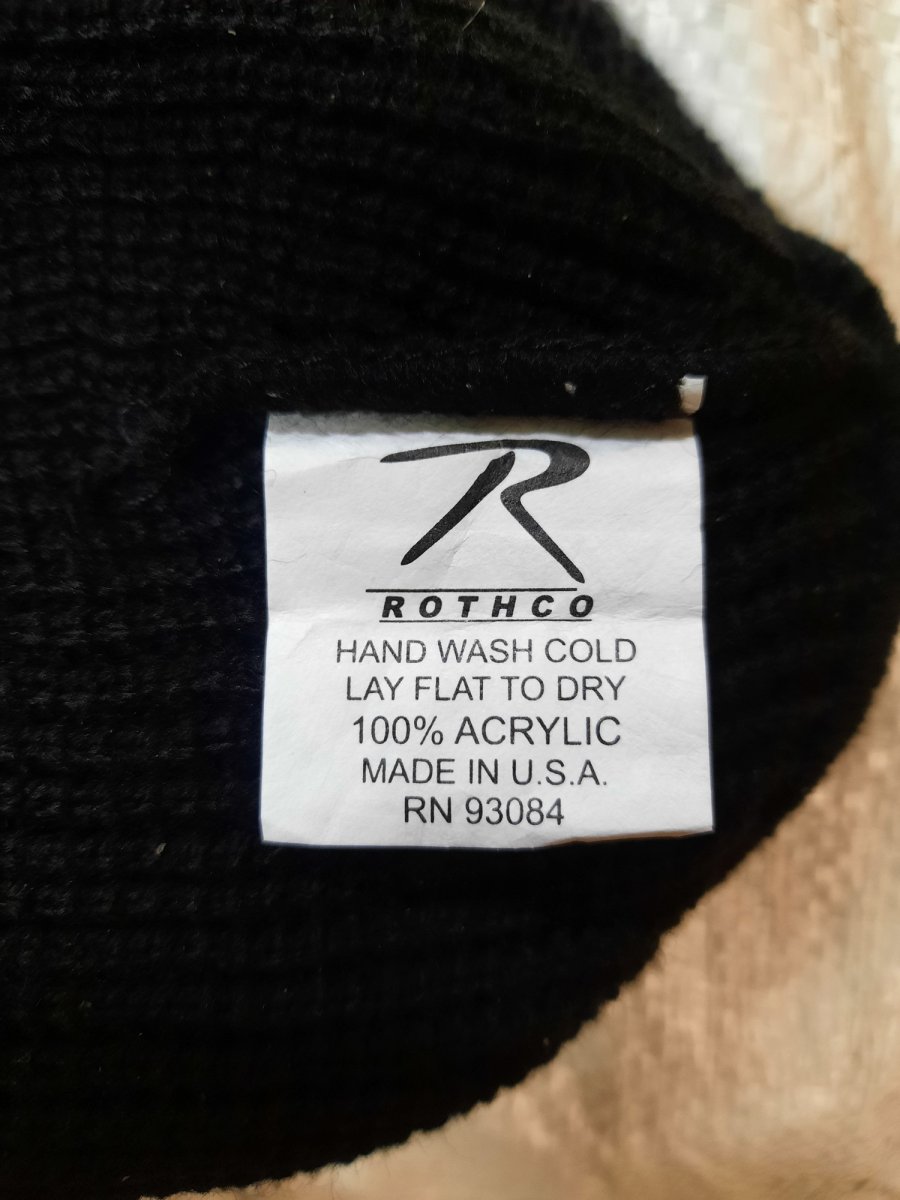 R
ROTHCO
HAND WASH COLD
LAY FLAT TO DRY
100% ACRYLIC
MADE IN U.S.A.
RN 93084